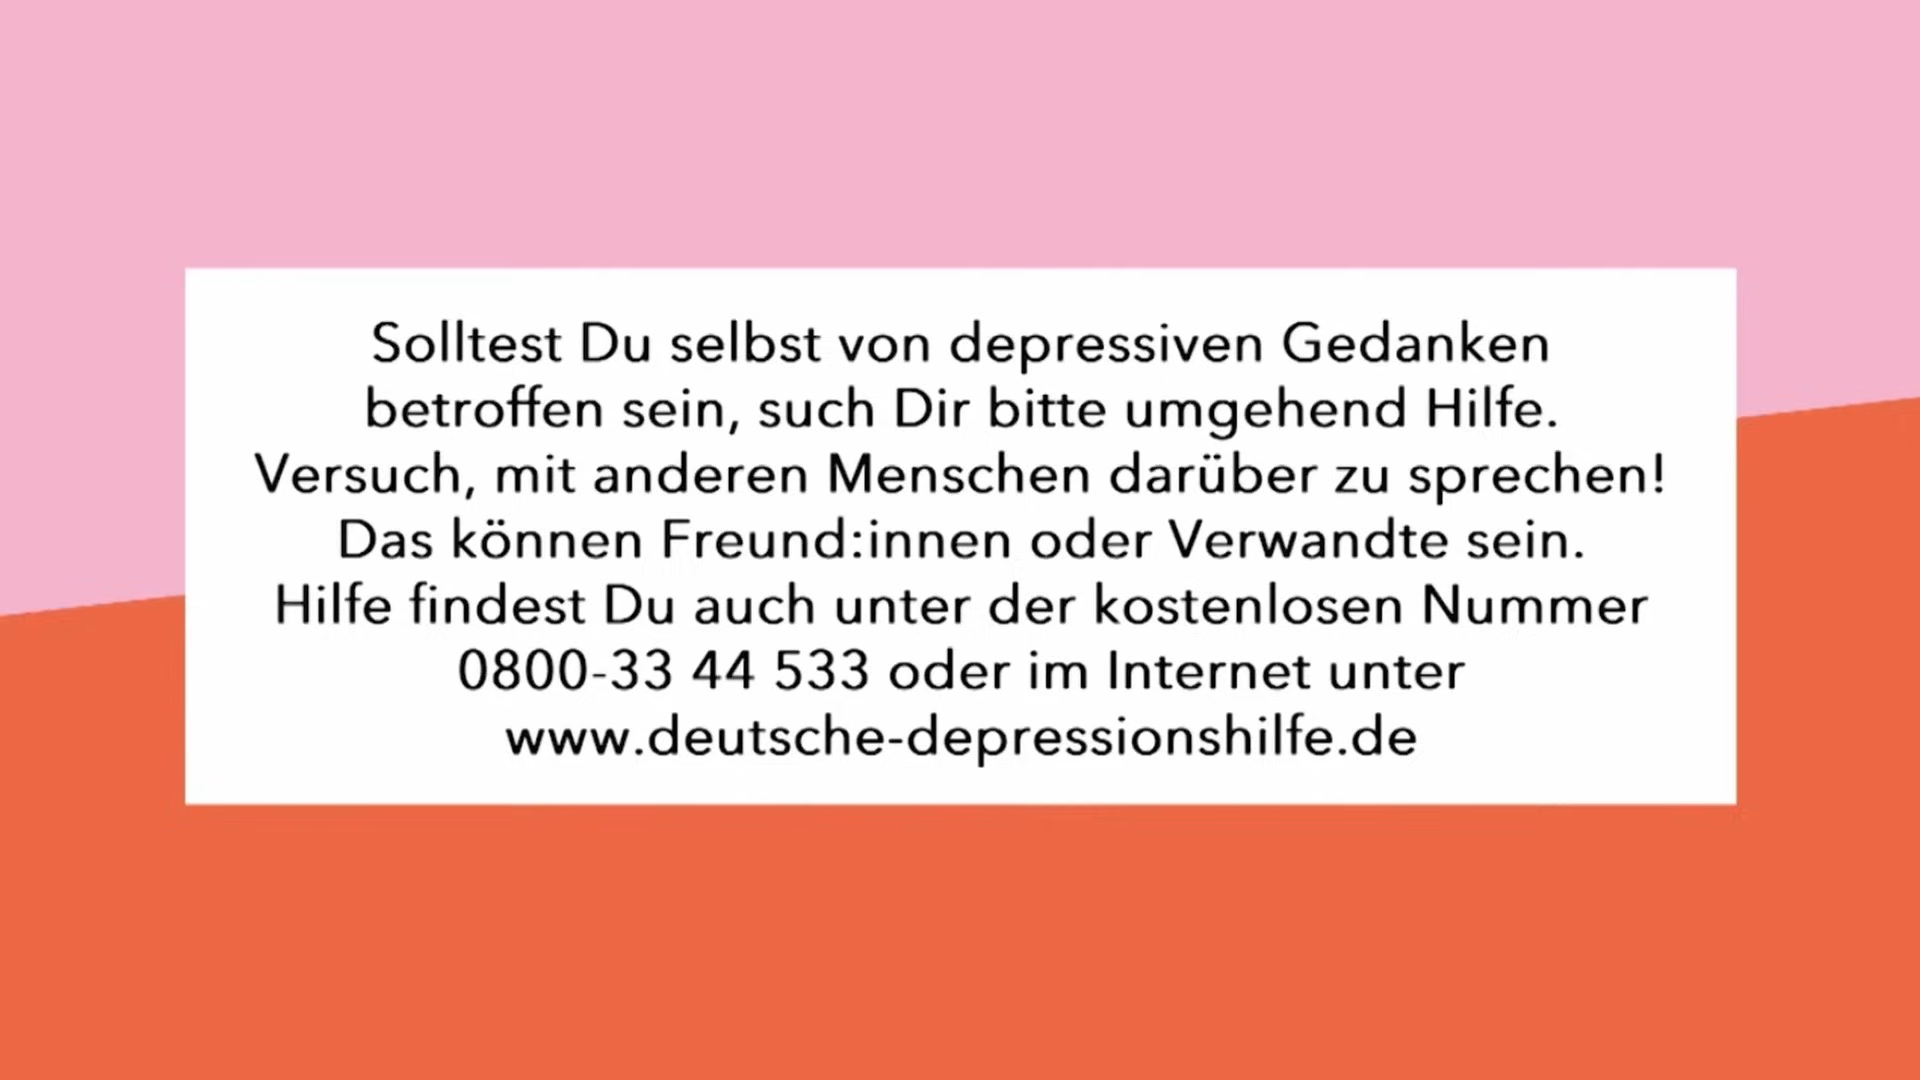 Solltest Du selbst von depressiven Gedanken
betroffen sein, such Dir bitte umgehend Hilfe.
Versuch, mit anderen Menschen darüber zu sprechen!
Das können Freund:innen oder Verwandte sein.
Hilfe findest Du auch unter der kostenlosen Nummer
0800-33 44 533 oder im Internet unter
www.deutsche-depressionshilfe.de